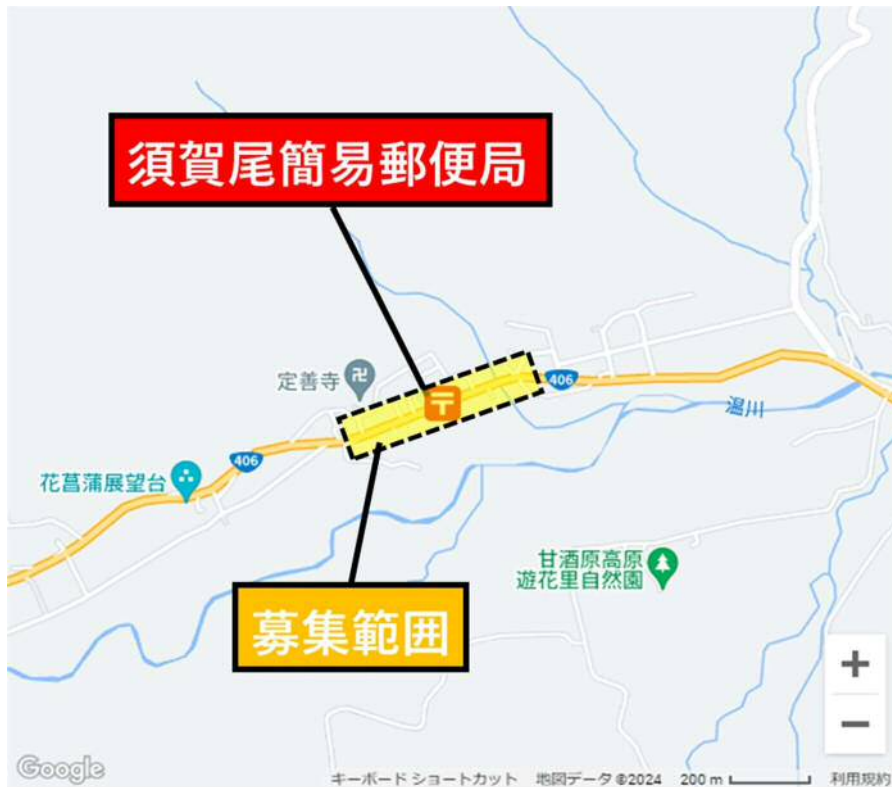 須賀尾簡易郵便局
定善寺
406
温川
406
花菖蒲展望台
甘酒原高原
遊花里自然園
募集範囲
+
−
Google
キーボード ショートカット 地図データ ©2024 200 m 利用規約